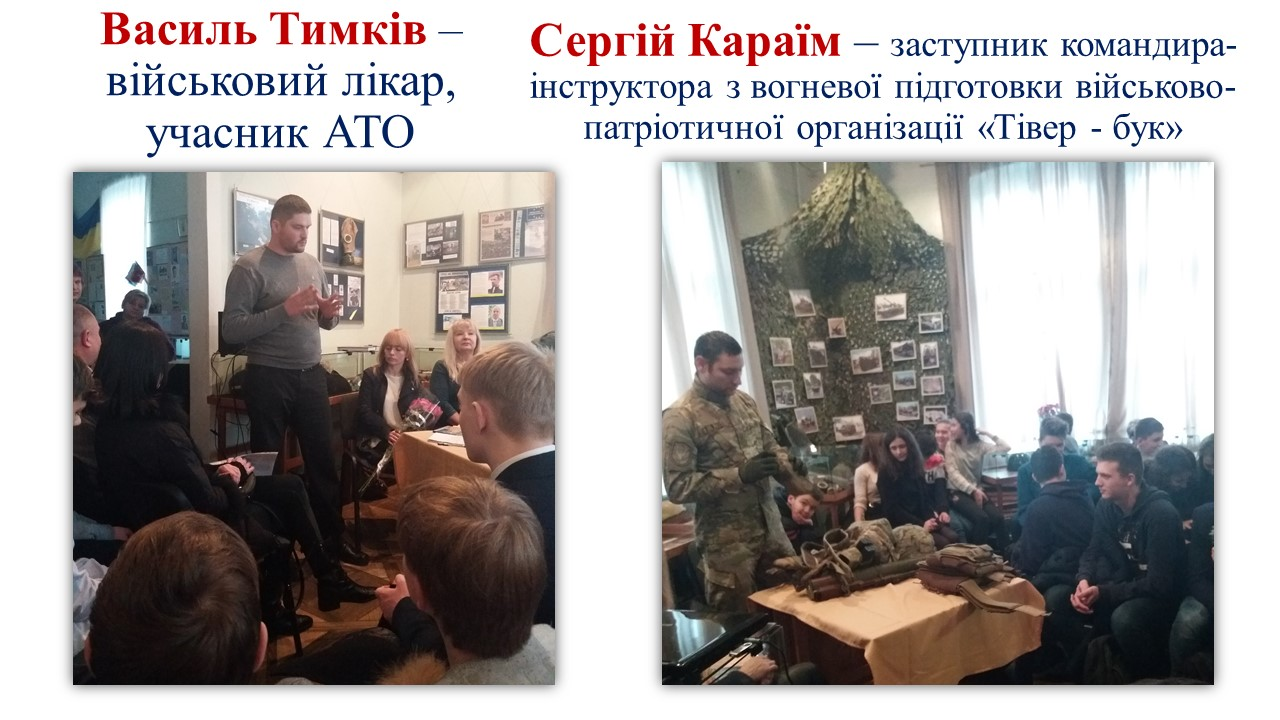 Василь Тимків –
військовий лікар,
учасник АТО
Сергій Караїм – заступник командира-
інструктора з вогневої підготовки військово-
патріотичної організації «Тівер - бук»